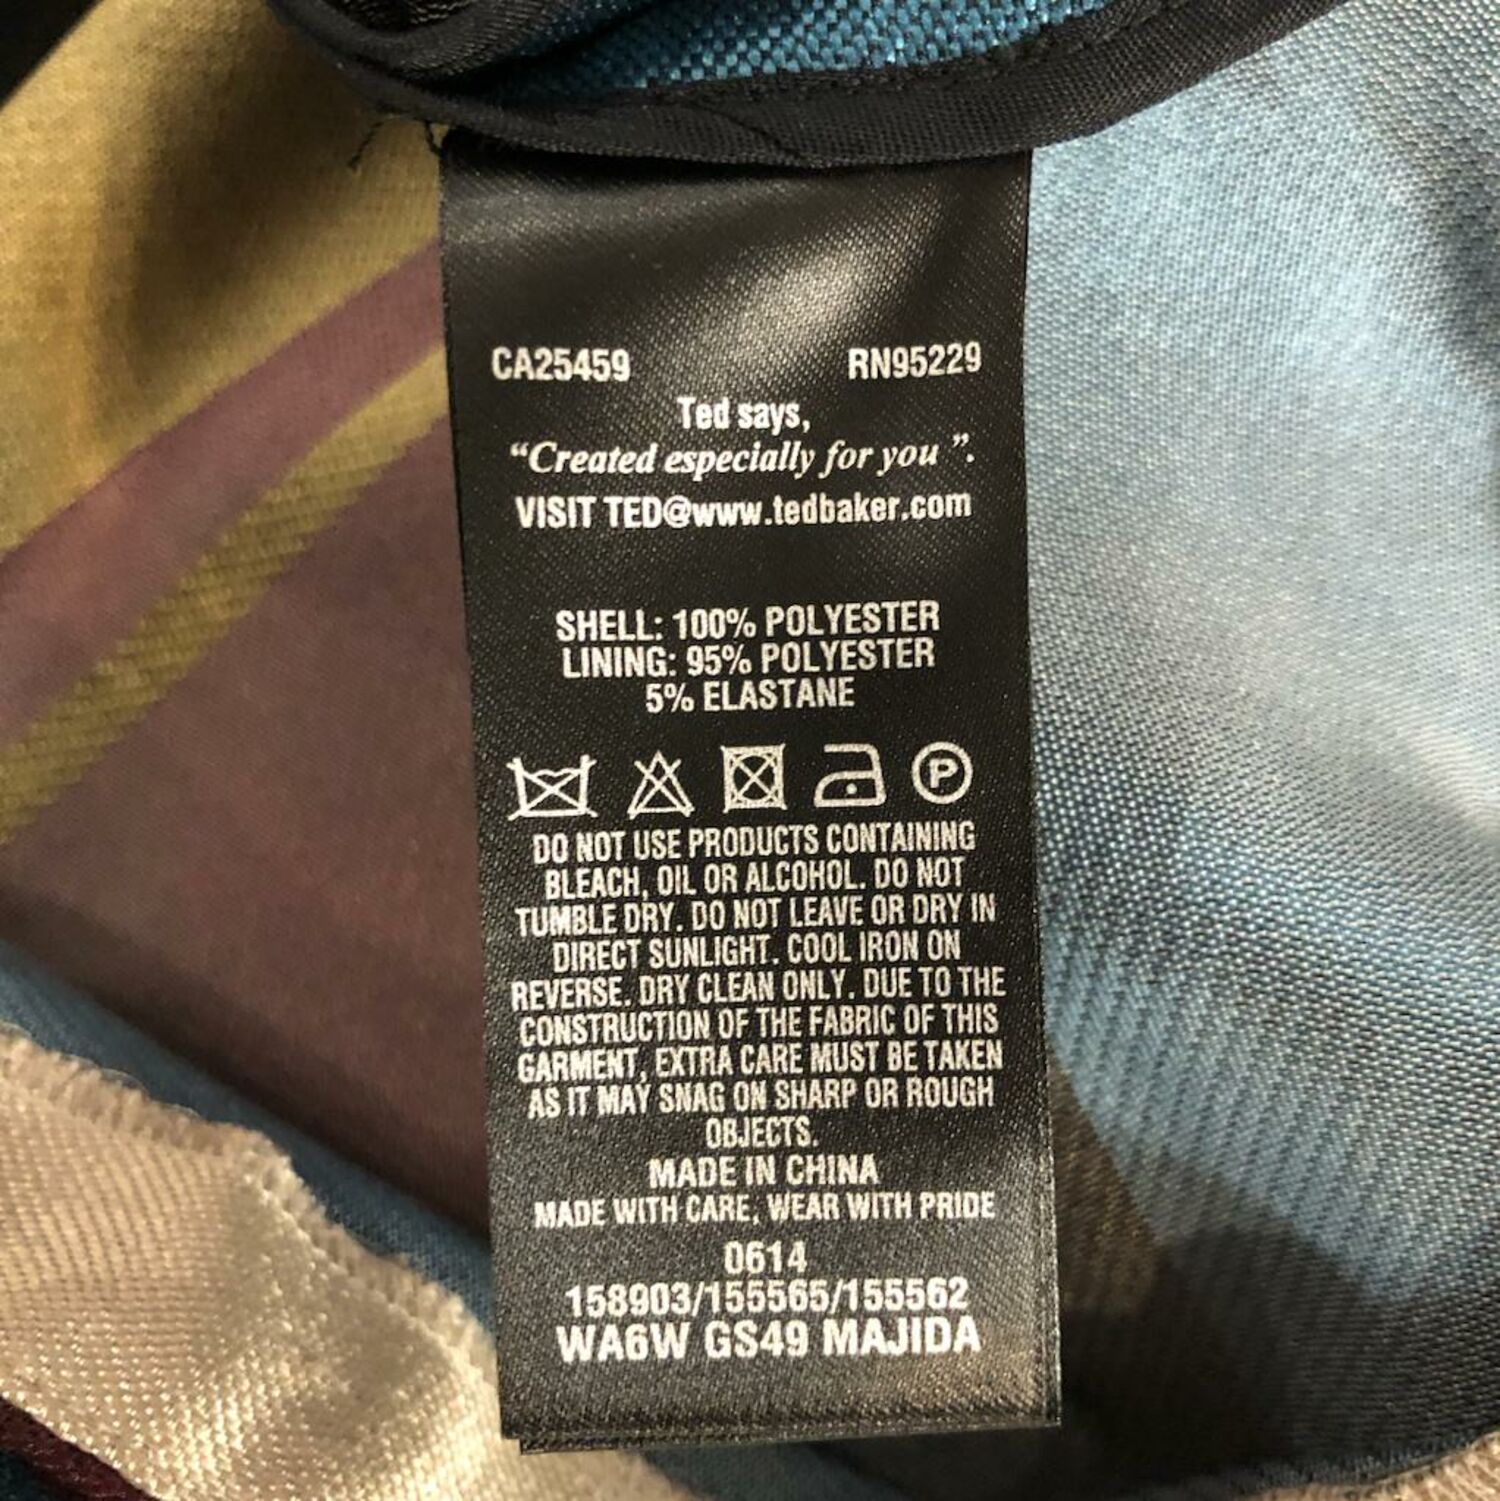 CA25459 RN95229
Ted says,
“Created especially for you ”.
VISIT TED@www.tedbaker.com
SHELL: 100% POLYESTER
LINING: 95% POLYESTER
5% ELASTANE
P
DO NOT USE PRODUCTS CONTAINING
BLEACH, OIL OR ALCOHOL. DO NOT
TUMBLE DRY. DO NOT LEAVE OR DRY IN
DIRECT SUNLIGHT. COOL IRON ON
REVERSE. DRY CLEAN ONLY. DUE TO THE
CONSTRUCTION OF THE FABRIC OF THIS
GARMENT, EXTRA CARE MUST BE TAKEN
AS IT MAY SNAG ON SHARP OR ROUGH
OBJECTS.
MADE IN CHINA
MADE WITH CARE, WEAR WITH PRIDE
0614
158903/155565/155562
WA6W GS49 MAJIDA